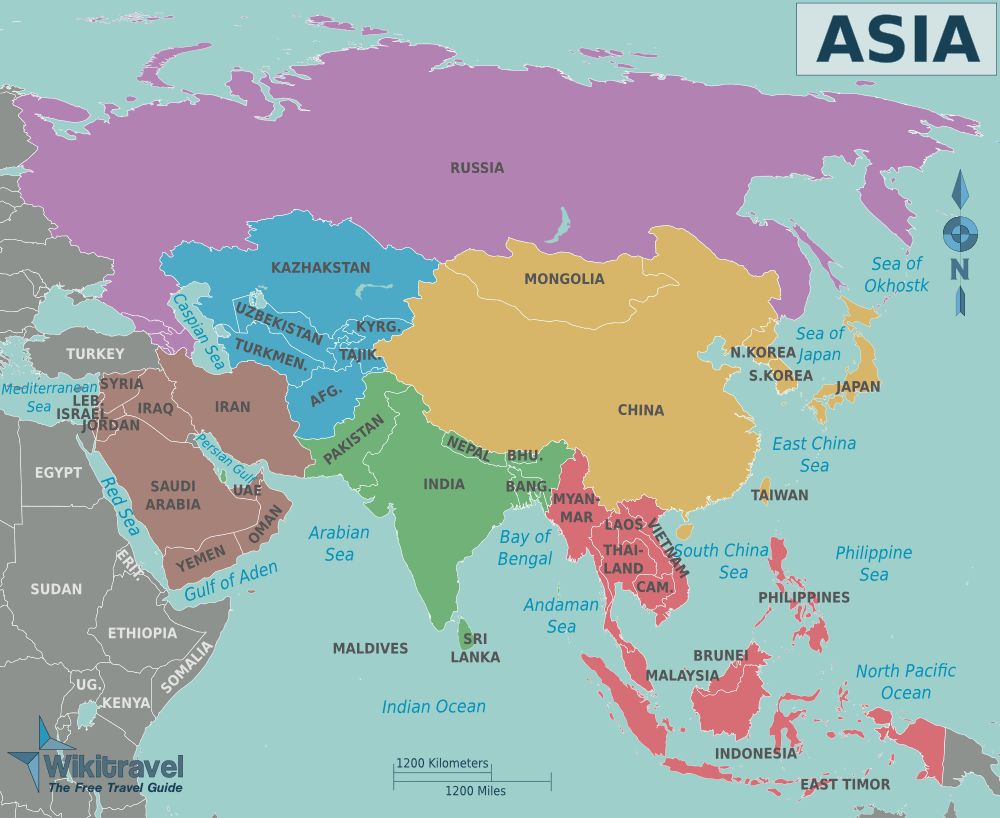 ASIA
RUSSIA
KAZHAKSTAN
MONGOLIA
N
Sea of
Okhostk
Caspian Sea
UZBEKISTAN
KYRG.
TURKMEN.
TAJIK.
TURKEY
N.KOREA
Sea of
Japan
S.KOREA
JAPAN
Mediterranean
Sea
SYRIA
LEB.
ISRAEL
JORDAN
IRAQ
IRAN
AFG.
CHINA
PAKISTAN
NEPAL
BHU.
East China
Sea
EGYPT
Persian Gulf
SAUDI
ARABIA
UAE
INDIA
BANG.
MYAN-
MAR
TAIWAN
Red Sea
OMAN
Arabian
Sea
Bay of
Bengal
LAOS
VIETNAM
THAI-
LAND
CAM.
South China
Sea
Philippine
Sea
YEMEN
ERIT.
Gulf of Aden
SUDAN
Andaman
Sea
PHILIPPINES
ETHIOPIA
SOMALIA
MALDIVES
SRI
LANKA
BRUNEI
MALAYSIA
North Pacific
Ocean
UG.
KENYA
Indian Ocean
INDONESIA
EAST TIMOR
Wikitravel
The Free Travel Guide
1200 Kilometers
1200 Miles